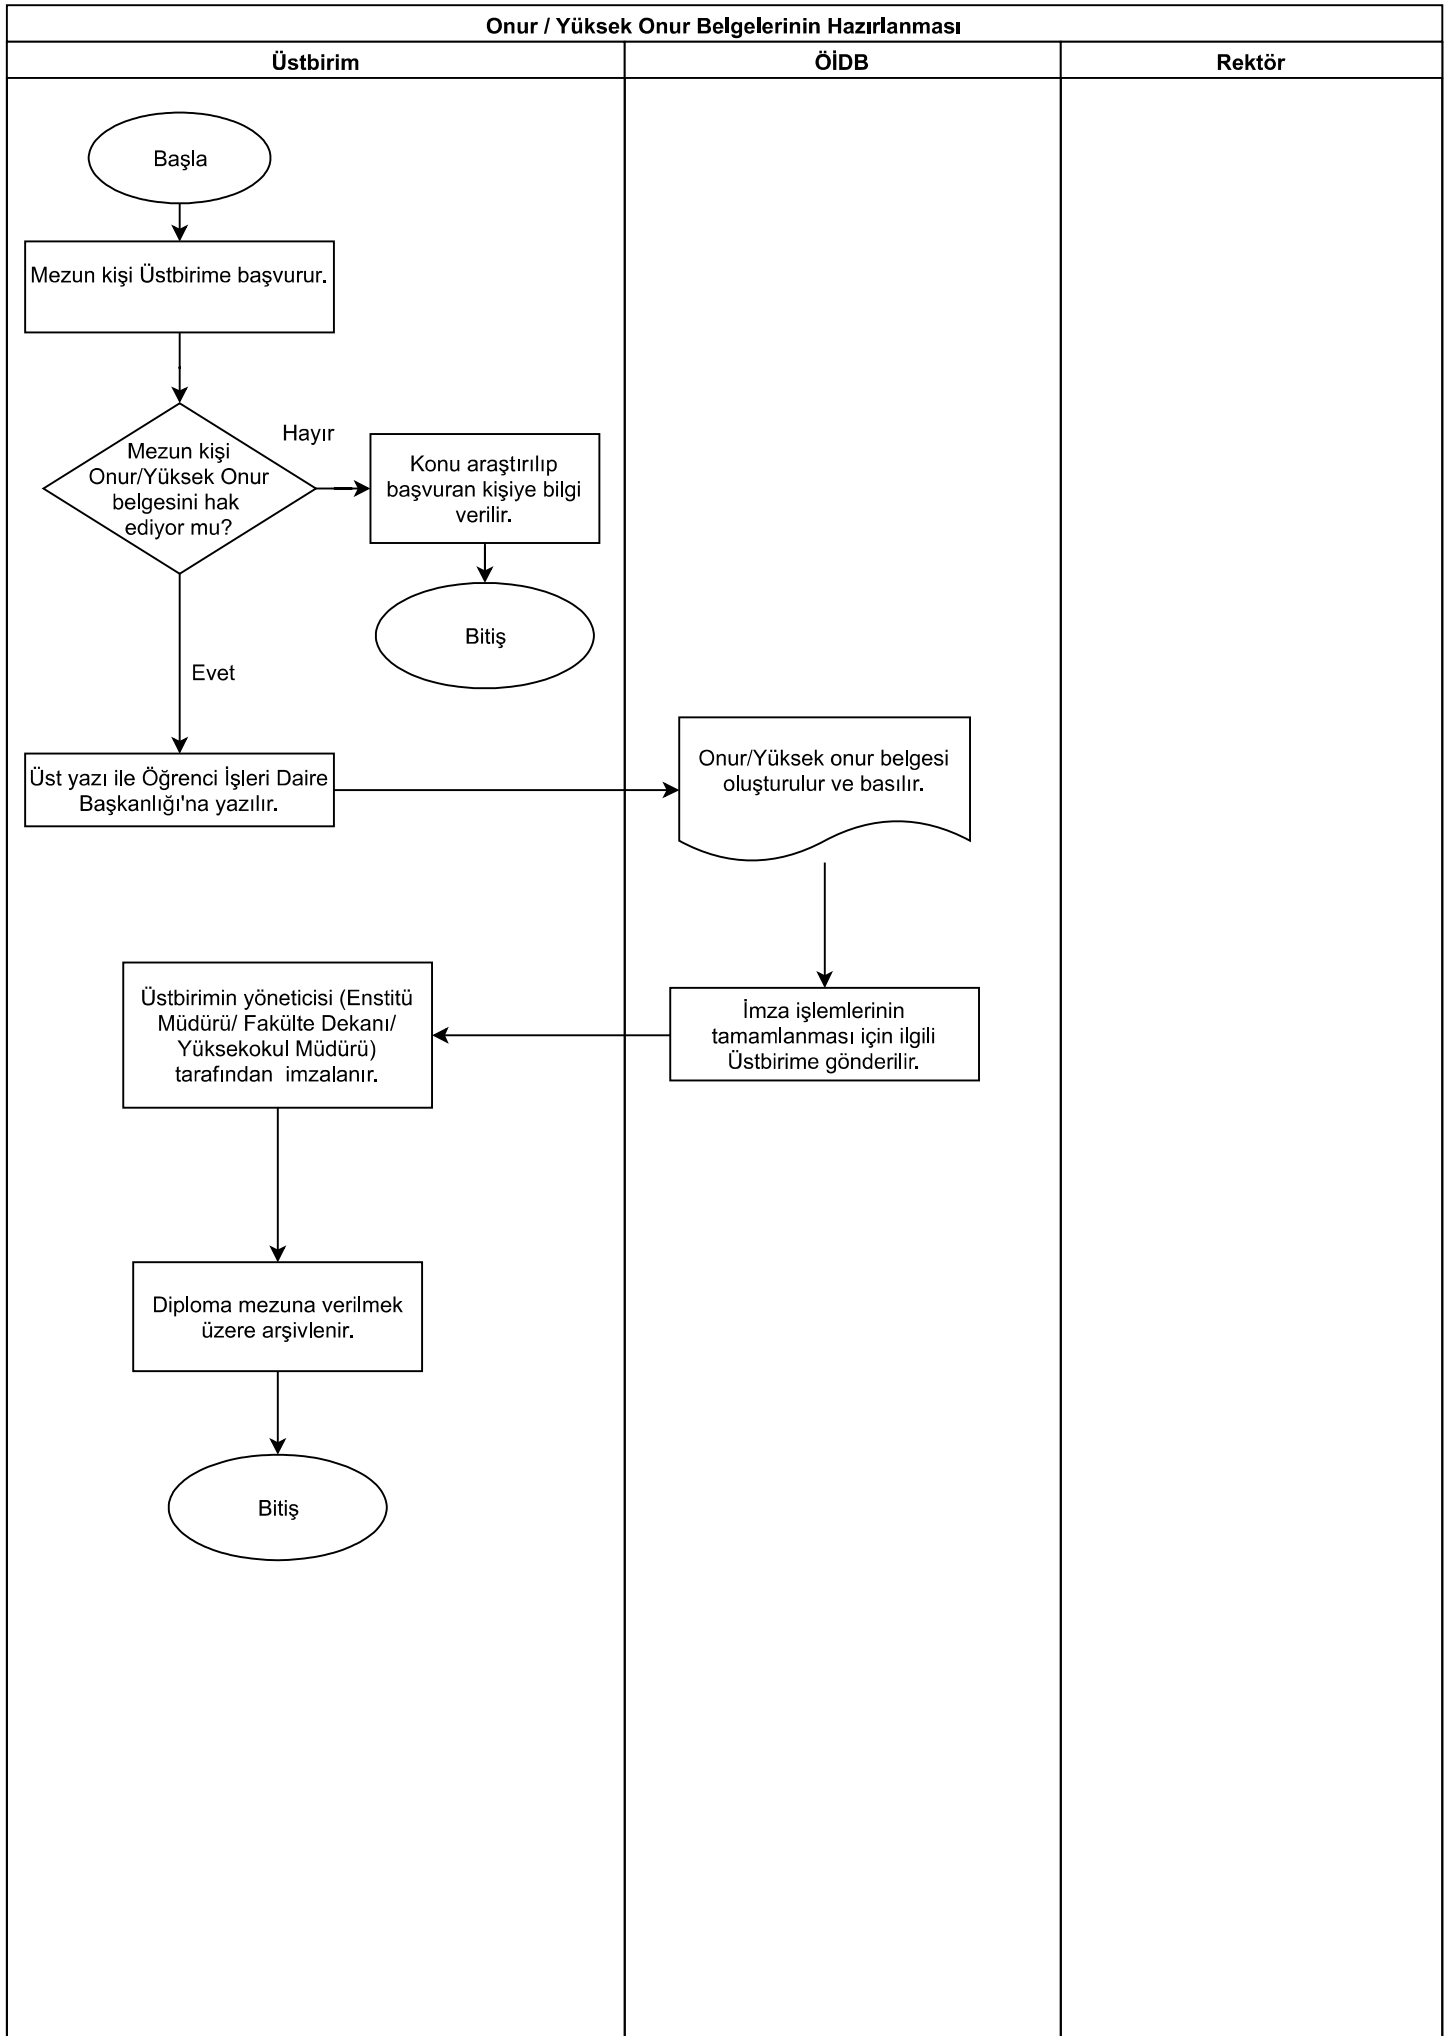 Onur / Yüksek Onur Belgelerinin Hazırlanması
Üstbirim
ÖİDB
Rektör
Başla
Mezun kişi Üstbirime başvurur.
Mezun kişi
Onur/Yüksek Onur
belgesini hak
ediyor mu?
Hayır
Konu araştırılıp
başvuran kişiye bilgi
verilir.
Bitiş
Evet
Üst yazı ile Öğrenci İşleri Daire
Başkanlığı'na yazılır.
Onur/Yüksek onur belgesi
oluşturulur ve basılır.
İmza işlemlerinin
tamamlanması için ilgili
Üstbirime gönderilir.
Üstbirimin yöneticisi (Enstitü
Müdürü/ Fakülte Dekanı/
Yüksekokul Müdürü)
tarafından  imzalanır.
Diploma mezuna verilmek
üzere arşivlenir.
Bitiş